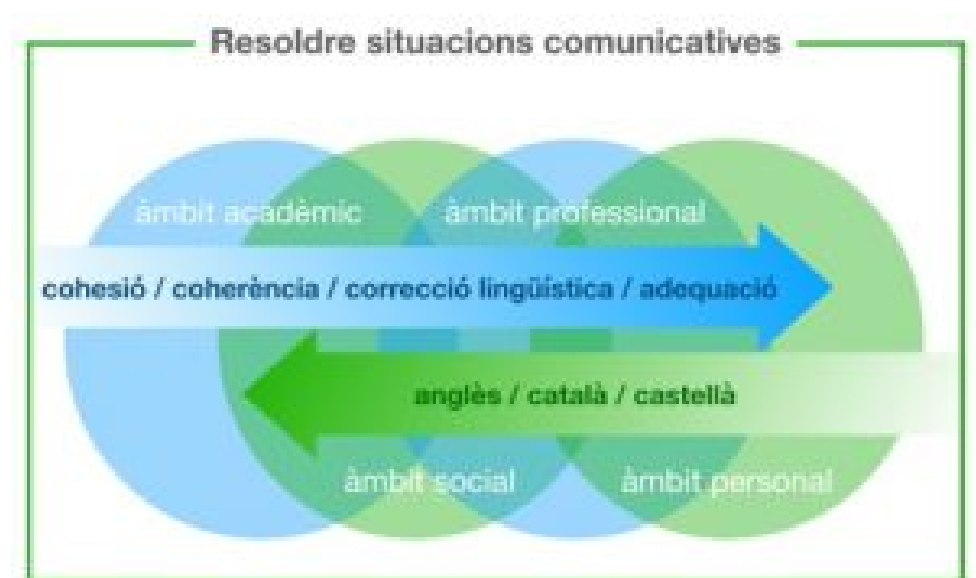 Resoldre situacions comunicatives
àmbit acadèmic
àmbit professional
cohesió / coherència / correcció lingüística / adequació
anglès / català / castellà
àmbit social
àmbit personal